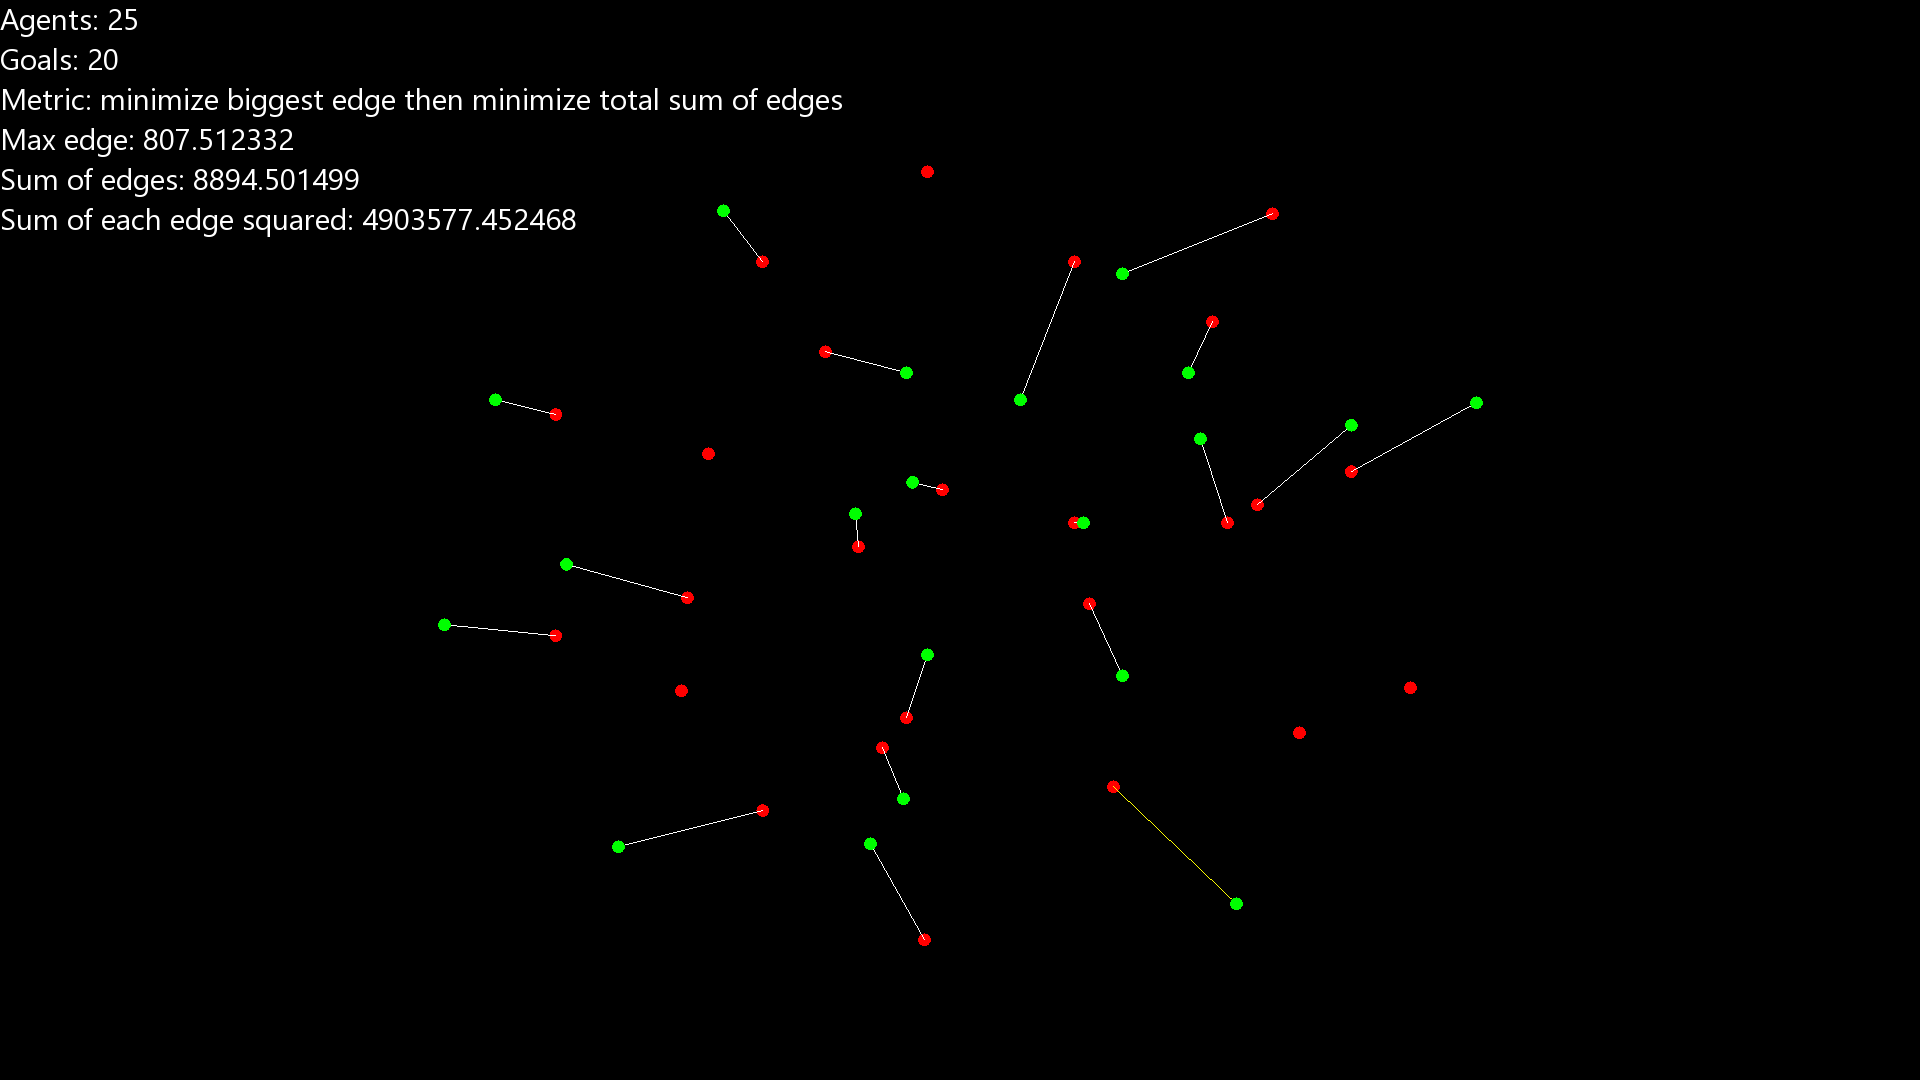 Agents: 25
Goals: 20
Metric: minimize biggest edge then minimize total sum of edges
Max edge: 807.512332
Sum of edges: 8894.501499
Sum of each edge squared: 4903577.452468